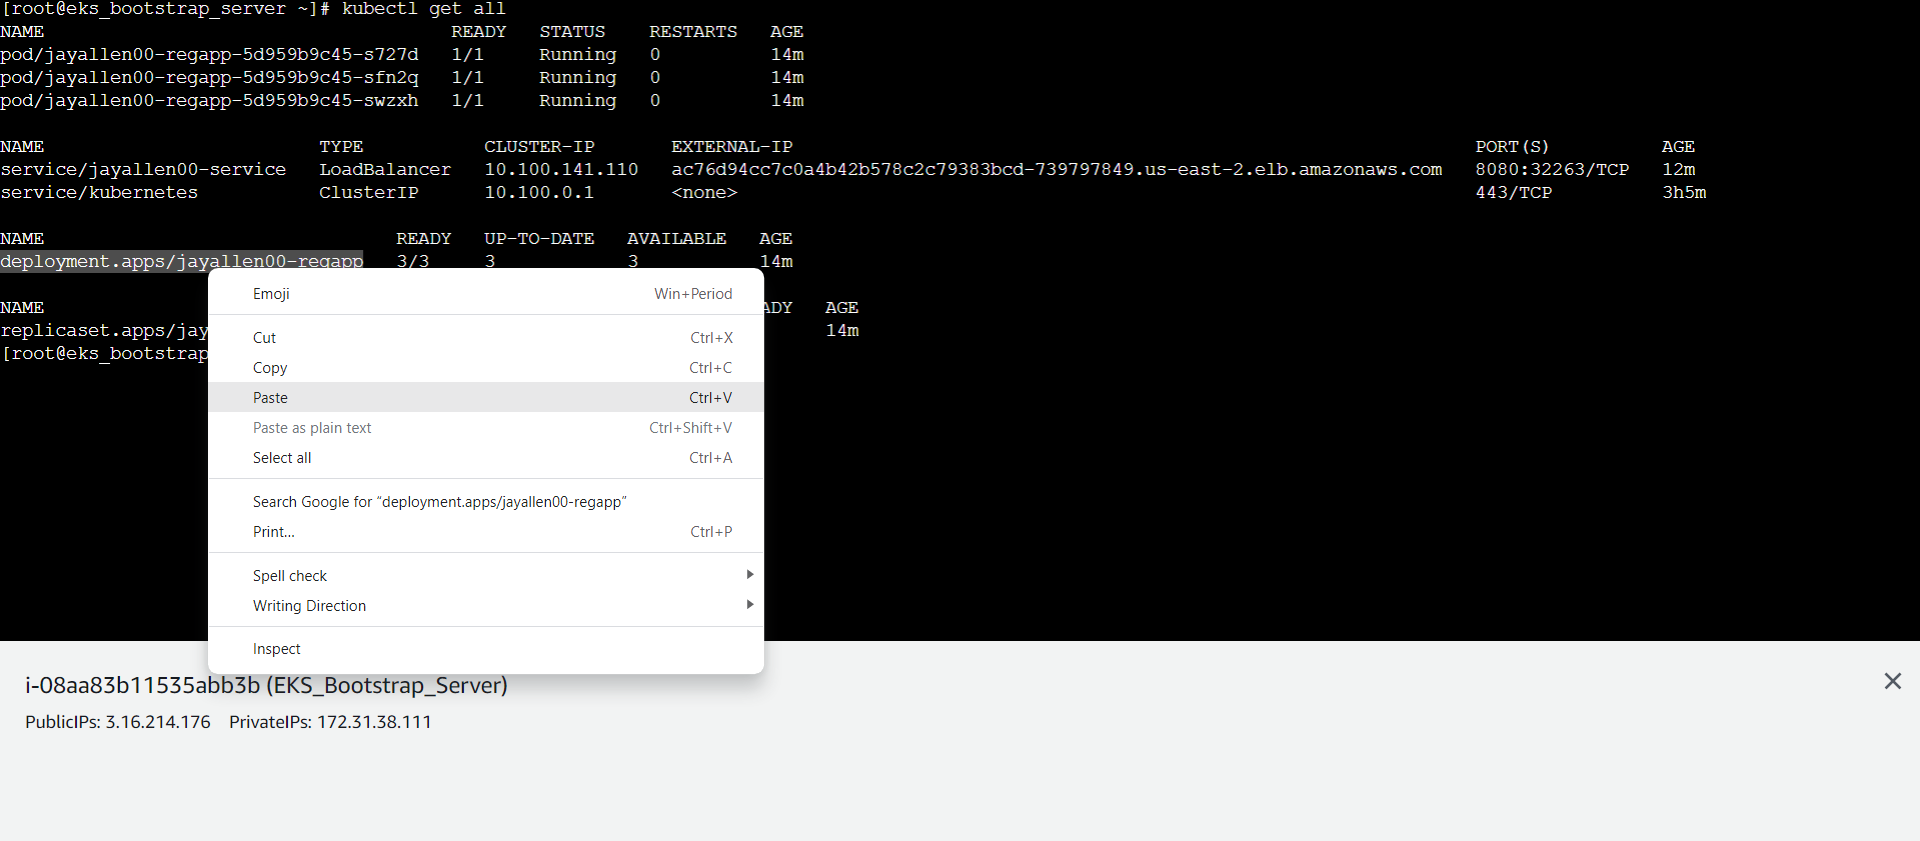 [root@eks_bootstrap_server ~]# kubectl get all
NAME READY STATUS RESTARTS AGE
pod/jayallen00-regapp-5d959b9c45-s727d 1/1 Running 0 14m
pod/jayallen00-regapp-5d959b9c45-sfn2q 1/1 Running 0 14m
pod/jayallen00-regapp-5d959b9c45-swzxh 1/1 Running 0 14m
NAME TYPE CLUSTER-IP EXTERNAL-IP PORT(S) AGE
service/jayallen00-service LoadBalancer 10.100.141.110 ac76d94cc7c0a4b42b578c2c79383bcd-739797849.us-east-2.elb.amazonaws.com 8080:32263/TCP 12m
service/kubernetes ClusterIP 10.100.0.1 <none> 443/TCP 3h5m
NAME READY UP-TO-DATE AVAILABLE AGE
deployment.apps/jayallen00-regapp 3/3 3 3 14m
NAME ADY AGE
replicaset.apps/jay 14m
[root@eks_bootstrap
Emoji Win+Period
Cut Ctrl+X
Copy Ctrl+C
Paste Ctrl+V
Paste as plain text Ctrl+Shift+V
Select all Ctrl+A
Search Google for “deployment.apps/jayallen00-regapp”
Print... Ctrl+P
Spell check
Writing Direction
Inspect
i-08aa83b11535abb3b (EKS_Bootstrap_Server)
PublicIPs: 3.16.214.176 PrivateIPs: 172.31.38.111